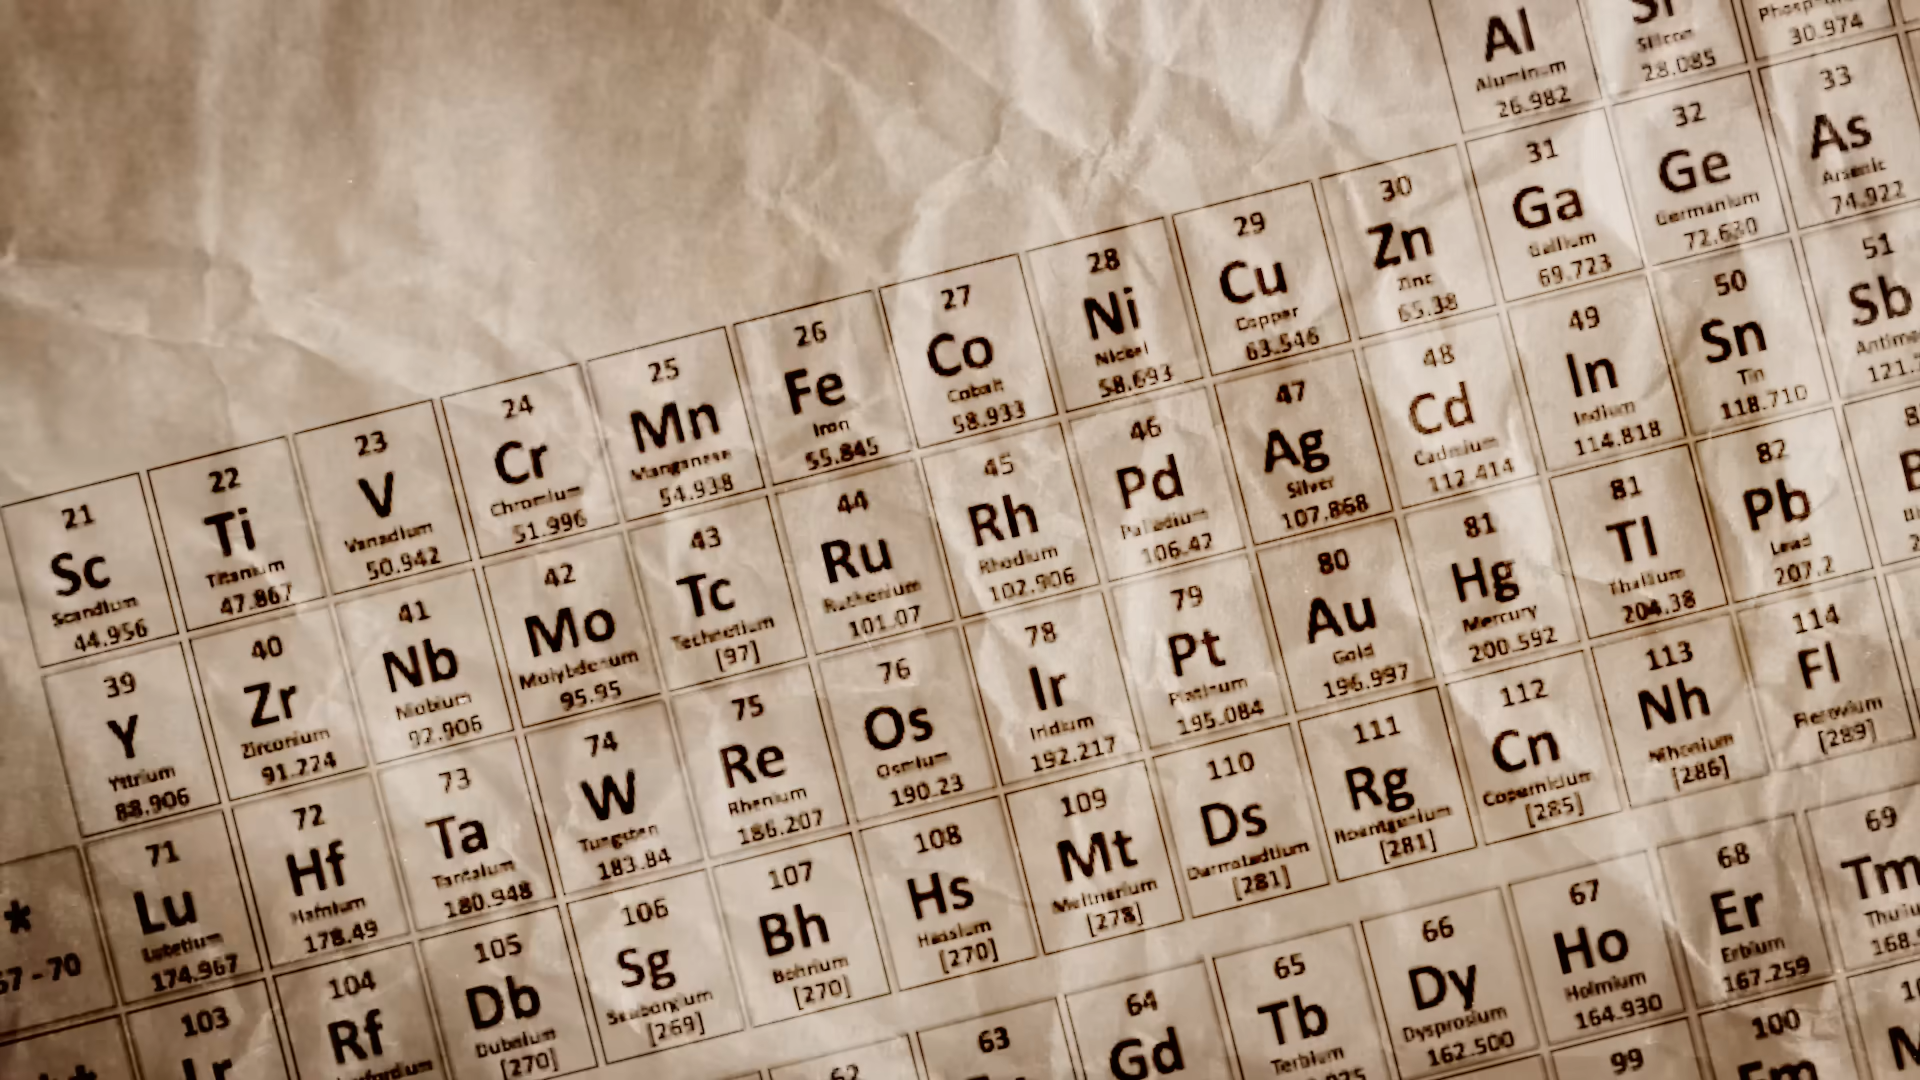 Al
Aluminum
26.982
Si
Silicon
28.085
30.974
21
Sc
Scandium
44.956
22
Ti
Titanium
47.867
23
V
Vanadium
50.942
24
Cr
Chromium
51.996
25
Mn
Manganese
54.938
26
Fe
Iron
55.845
27
Co
Cobalt
58.933
28
Ni
Nickel
58.693
29
Cu
Copper
63.546
30
Zn
Zinc
65.38
31
Ga
Gallium
69.723
32
Ge
Germanium
72.630
33
As
Arsenic
74.922
39
Y
Yttrium
88.906
40
Zr
Zirconium
91.224
41
Nb
Niobium
92.906
42
Mo
Molybdenum
95.95
43
Tc
Technetium
[97]
44
Ru
Ruthenium
101.07
45
Rh
Rhodium
102.906
46
Pd
Palladium
106.42
47
Ag
Silver
107.868
48
Cd
Cadmium
112.414
49
In
Indium
114.818
50
Sn
Tin
118.710
51
Sb
*
57 - 70
71
Lu
Lutetium
174.967
72
Hf
Hafnium
178.49
73
Ta
Tantalum
180.948
74
W
Tungsten
183.84
75
Re
Rhenium
186.207
76
Os
Osmium
190.23
78
Ir
Iridium
192.217
79
Pt
Platinum
195.084
80
Au
Gold
196.997
81
Hg
Mercury
200.592
81
Tl
Thallium
204.38
82
Pb
Lead
207.2
103
Lr
104
Rf
105
Db
Dubnium
[270]
106
Sg
Seaborgium
[269]
107
Bh
Bohrium
[270]
108
Hs
Hassium
[270]
109
Mt
Meitnerium
[278]
110
Ds
Darmstadtium
[281]
111
Rg
Roentgenium
[281]
112
Cn
Copernicium
[285]
113
Nh
Nihonium
[286]
114
Fl
Flerovium
[289]
62
63
64
Gd
65
Tb
Terbium
66
Dy
Dysprosium
162.500
67
Ho
Holmium
164.930
68
Er
Erbium
167.259
69
Tm
99
100
Fm